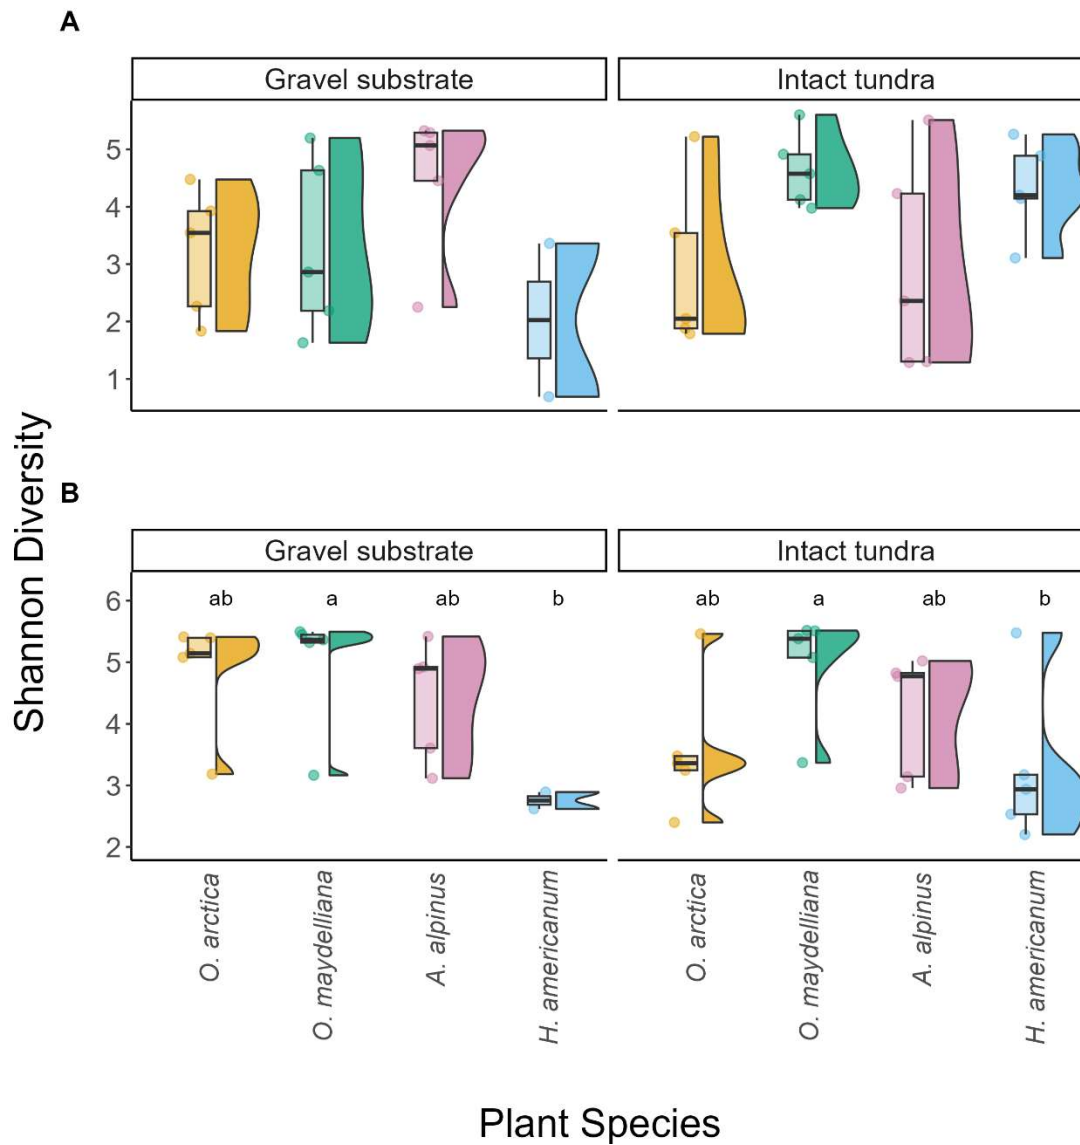 A
Gravel substrate Intact tundra
5
4
3
2
1
Shannon Diversity
B
Gravel substrate Intact tundra
6 ab a ab b ab a ab b
5
4
3
2
O. arctica O. maydelliana A. alpinus H. americanum O. arctica O. maydelliana A. alpinus H. americanum
Plant Species